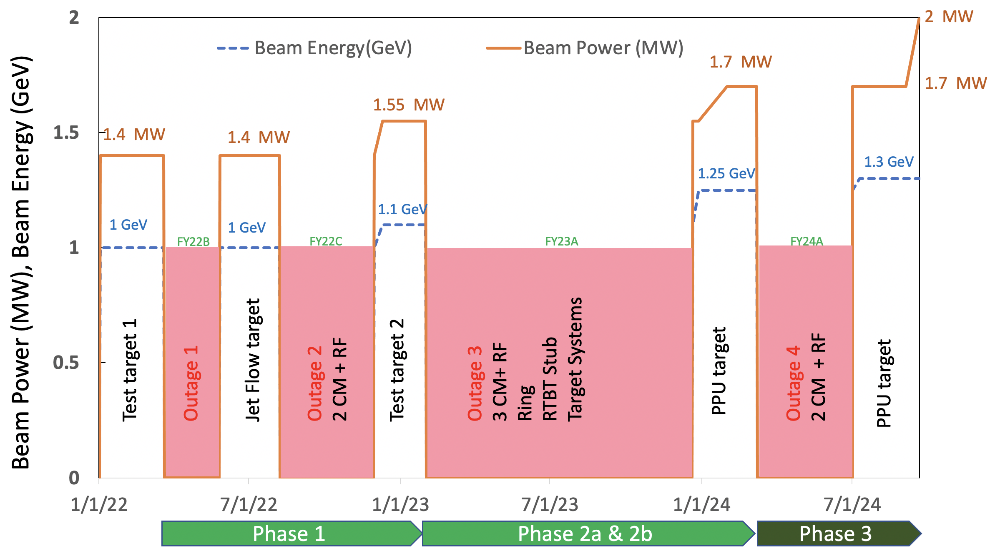 Beam Power (MW), Beam Energy (GeV)
2
1.5
1
0.5
0
Beam Energy(GeV)
Beam Power (MW)
1.4 MW
1.4 MW
1.55 MW
1.7 MW
2 MW
1.7 MW
1 GeV
1 GeV
1.1 GeV
1.25 GeV
1.3 GeV
FY22B
FY22C
FY23A
FY24A
Test target 1
Outage 1
Jet Flow target
Outage 2
2 CM + RF
Test target 2
Outage 3
3 CM+ RF
Ring
RTBT Stub
Target Systems
PPU target
Outage 4
2 CM + RF
PPU target
1/1/22
7/1/22
1/1/23
7/1/23
1/1/24
7/1/24
Phase 1
Phase 2a & 2b
Phase 3